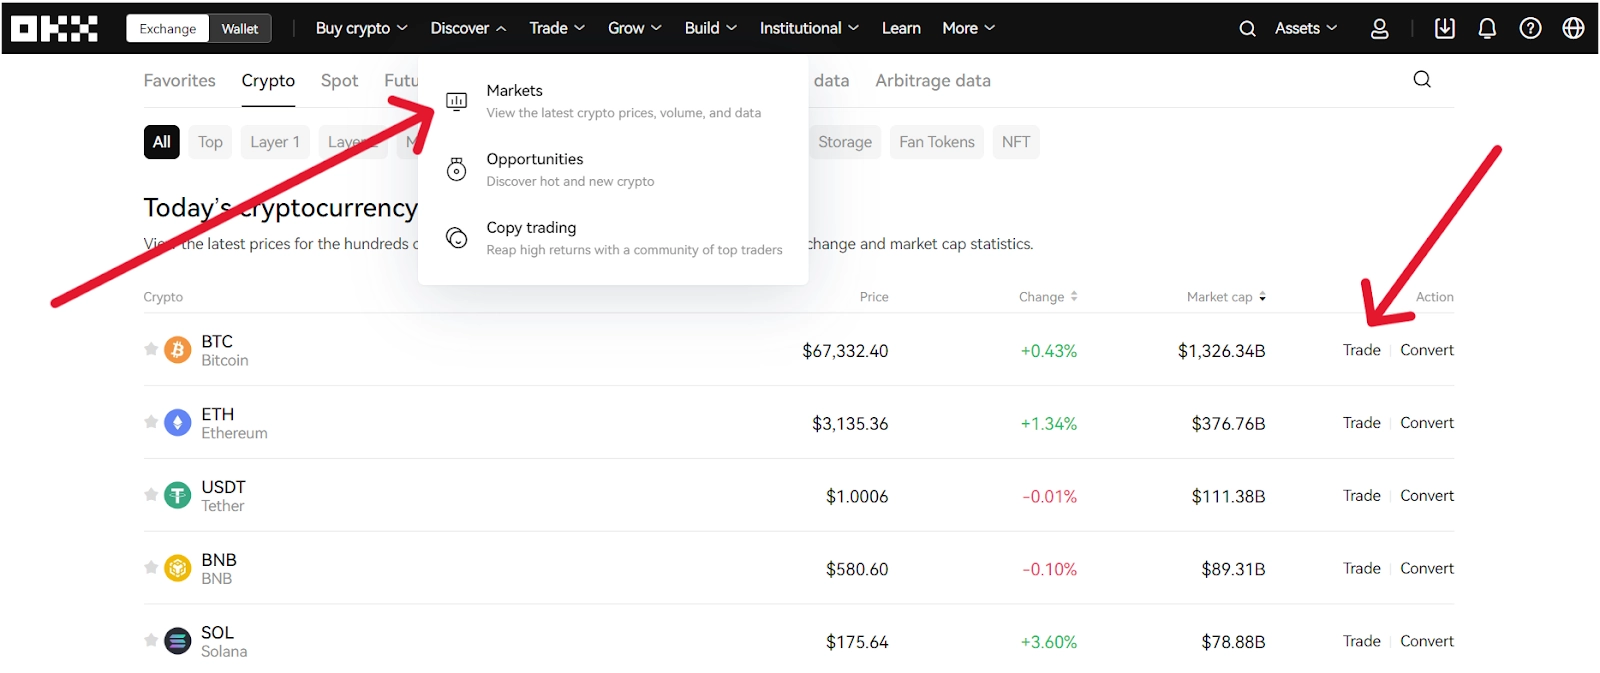 OKX Exchange Wallet Buy crypto Discover Trade Grow Build Institutional Learn More Assets
Favorites Crypto Spot Futu data Arbitrage data
All Top Layer 1 Layer M Storage Fan Tokens NFT
Markets
View the latest crypto prices, volume, and data
Opportunities
Discover hot and new crypto
Copy trading
Reap high returns with a community of top traders
Today's cryptocurrency
View the latest prices for the hundreds change and market cap statistics.
Crypto Price Change Market cap Action
BTC
Bitcoin
$67,332.40 +0.43% $1,326.34B Trade Convert
ETH
Ethereum
$3,135.36 +1.34% $376.76B Trade Convert
USDT
Tether
$1.0006 -0.01% $111.38B Trade Convert
BNB
BNB
$580.60 -0.10% $89.31B Trade Convert
SOL
Solana
$175.64 +3.60% $78.88B Trade Convert